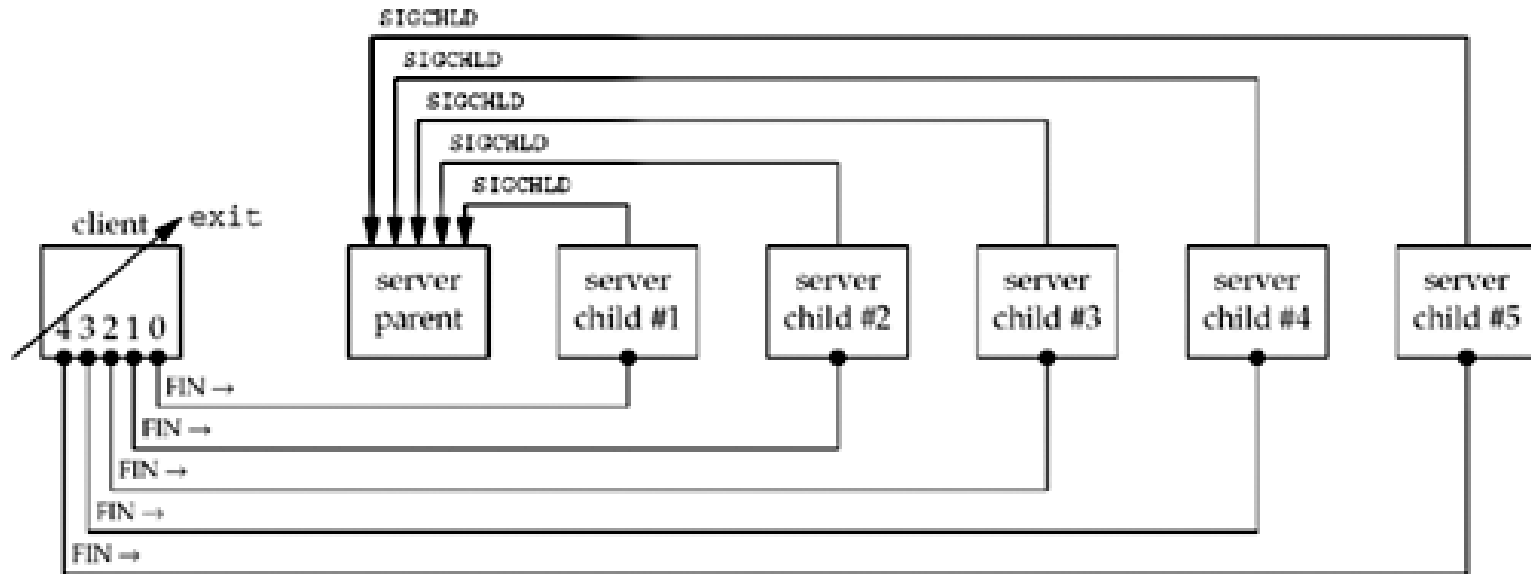 SIGCHLD
SIGCHLD
SIGCHLD
SIGCHLD
SIGCHLD
client
exit
4 3 2 1 0
server
parent
server
child #1
server
child #2
server
child #3
server
child #4
server
child #5
FIN →
FIN →
FIN →
FIN →
FIN →